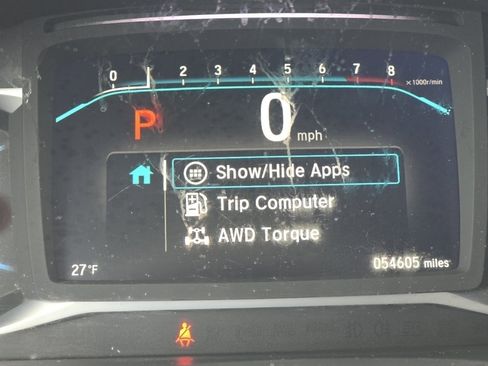 0 2 3 4 5 6 7 8 ×1000r/min
P 0 mph
Show/Hide Apps
Trip Computer
AWD Torque
27°F 054605 miles